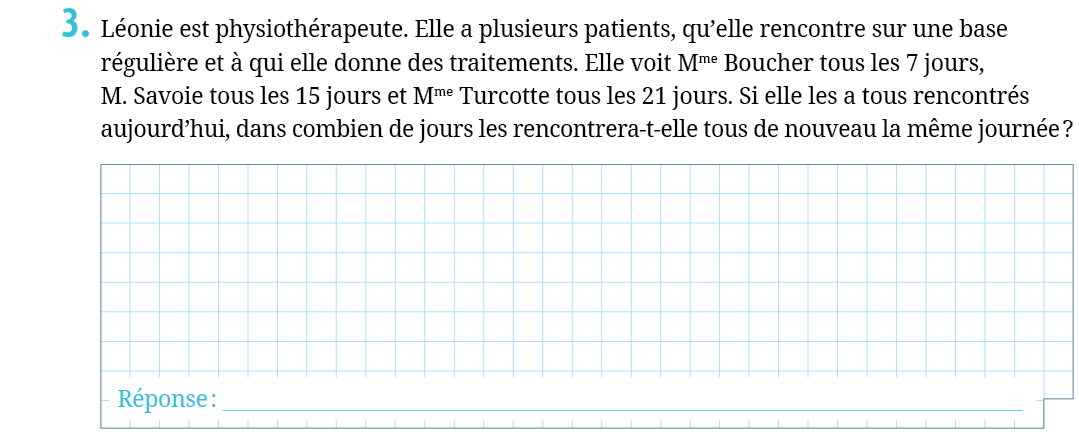 3. Léonie est physiothérapeute. Elle a plusieurs patients, qu’elle rencontre sur une base
régulière et à qui elle donne des traitements. Elle voit Mᵐᵉ Boucher tous les 7 jours,
M. Savoie tous les 15 jours et Mᵐᵉ Turcotte tous les 21 jours. Si elle les a tous rencontrés
aujourd’hui, dans combien de jours les rencontrera-t-elle tous de nouveau la même journée ?
Réponse :